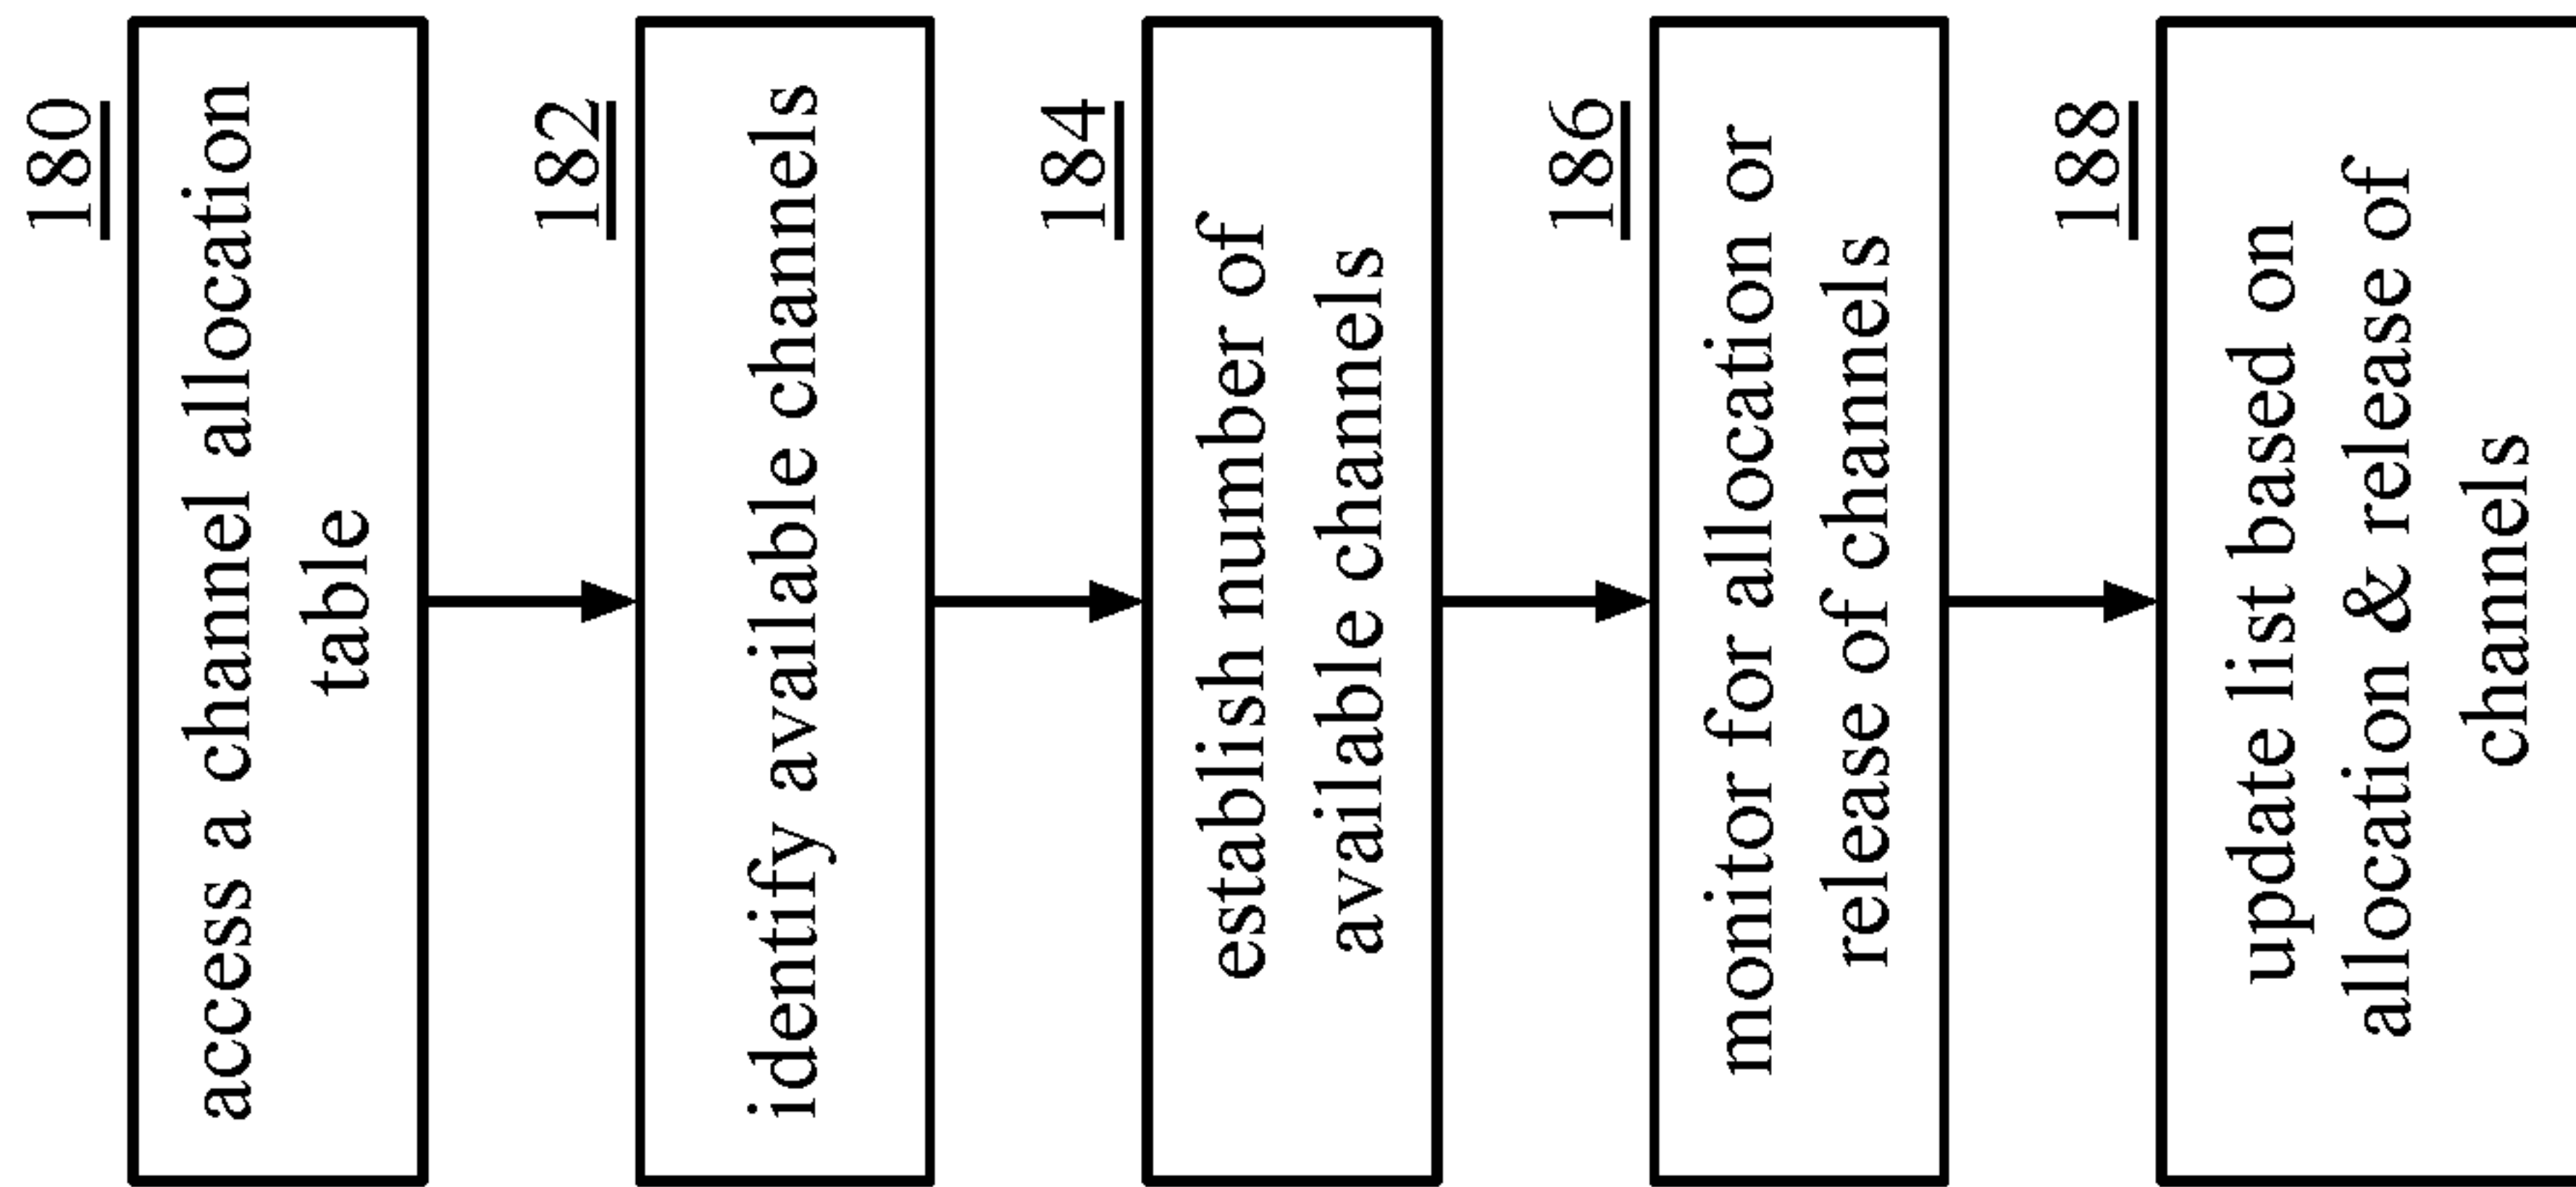 180
access a channel allocation
table
182
identify available channels
184
establish number of
available channels
186
monitor for allocation or
release of channels
188
update list based on
allocation & release of
channels